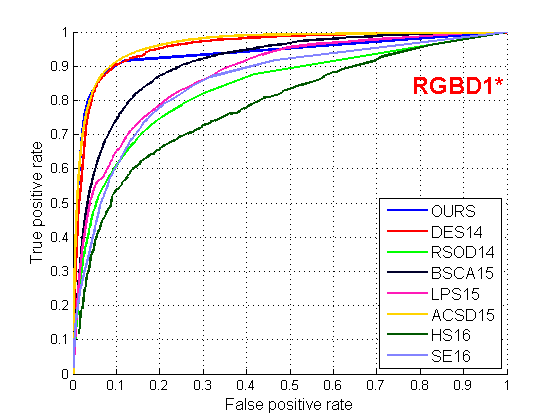 1
0.9
0.8
0.7
0.6
0.5
0.4
0.3
0.2
0.1
0
True positive rate
RGBD1*
OURS
DES14
RSOD14
BSCA15
LPS15
ACSD15
HS16
SE16
0 0.1 0.2 0.3 0.4 0.5 0.6 0.7 0.8 0.9 1
False positive rate